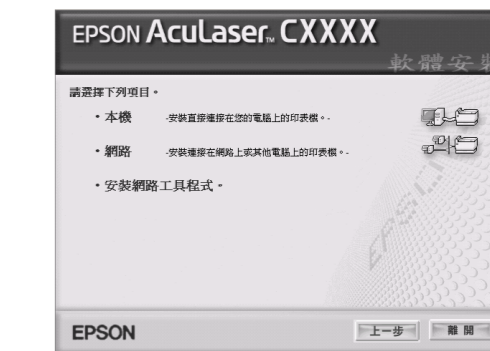 EPSON AcuLaser™ CXXXX
軟體安裝
請選擇下列項目。
・本機 -安裝直接連接在您的電腦上的印表機。-
・網路 -安裝連接在網路上或其他電腦上的印表機。-
・安裝網路工具程式。
EPSON
EPSON 上一步 離開